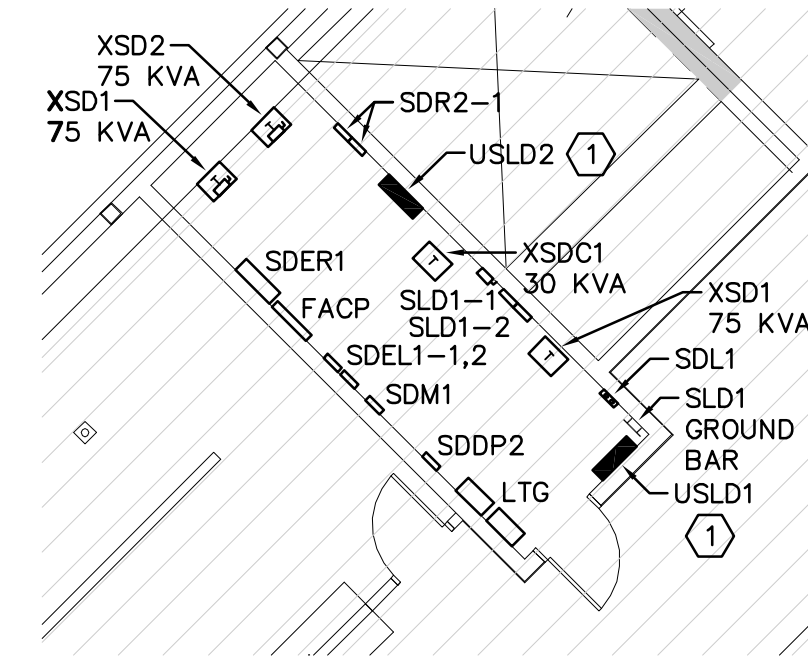 XSD2
75 KVA
XSD1
75 KVA
SDR2-1
USLD2
1
XSDC1
30 KVA
SDER1
FACP
SLD1-1
SLD1-2
XSD1
75 KVA
SDEL1-1,2
SDL1
SDM1
SLD1
GROUND
BAR
SDDP2
LTG
USLD1
1
T
T